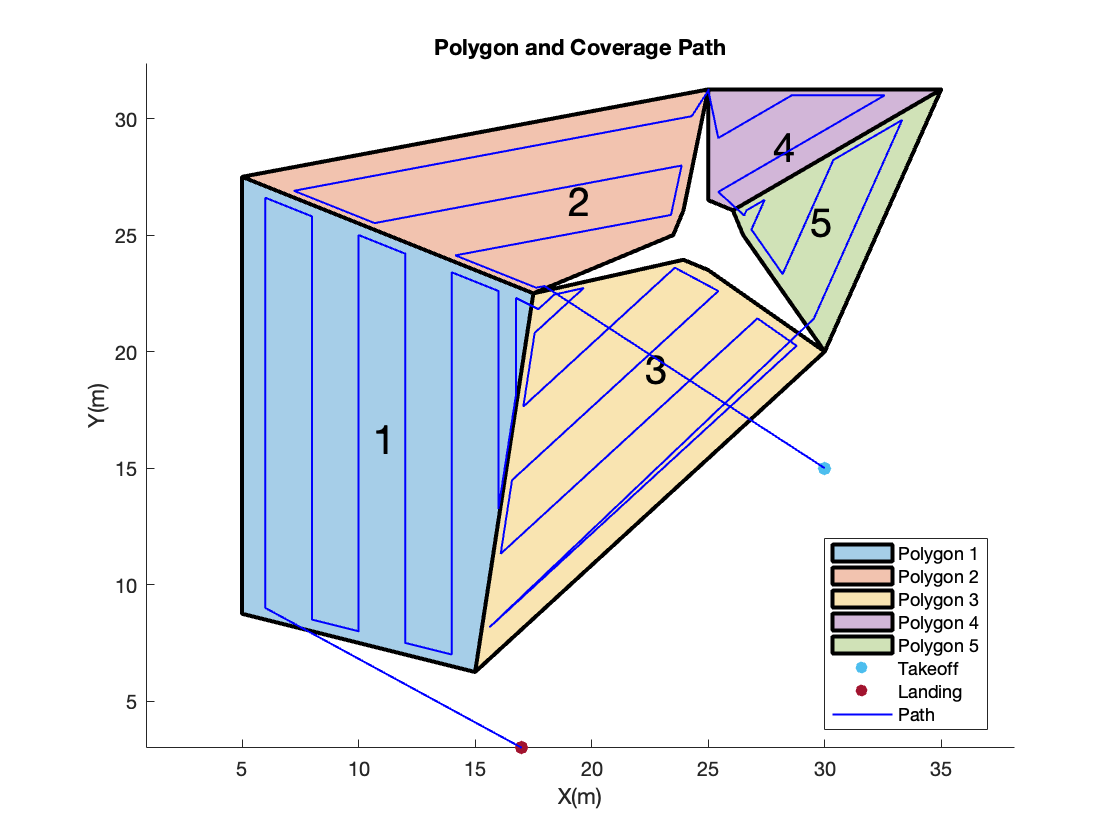 Polygon and Coverage Path
30
25
20
15
10
5
Y(m)
5
10
15
20
25
30
35
X(m)
1
2
3
4
5
Polygon 1
Polygon 2
Polygon 3
Polygon 4
Polygon 5
Takeoff
Landing
Path